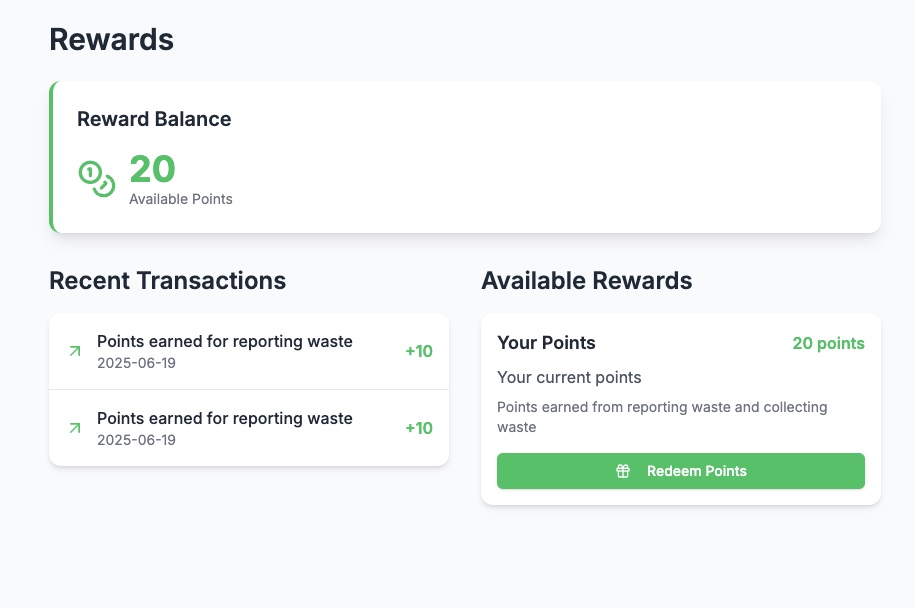 Rewards
Reward Balance
20
Available Points
Recent Transactions
Points earned for reporting waste
2025-06-19
+10
Points earned for reporting waste
2025-06-19
+10
Available Rewards
Your Points
20 points
Your current points
Points earned from reporting waste and collecting
waste
Redeem Points